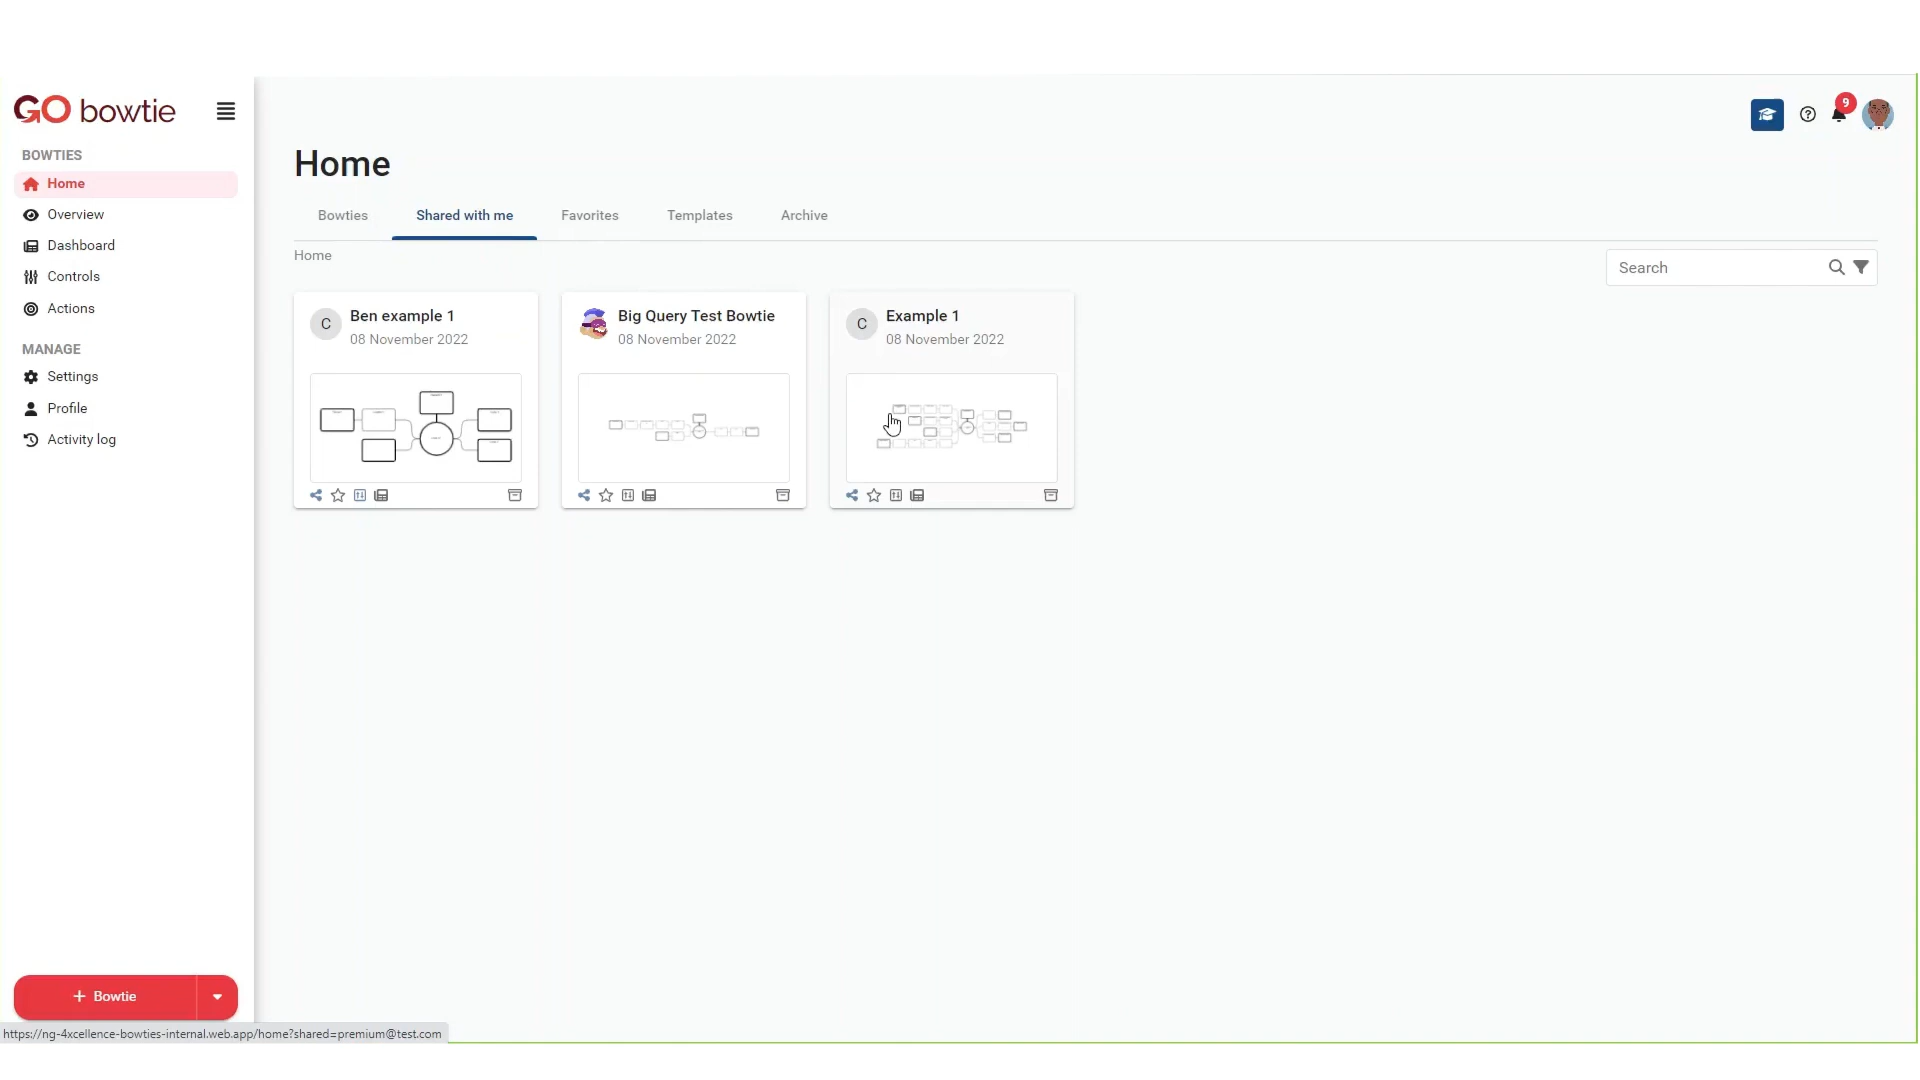 GO bowtie
BOWTIES
Home
Overview
Dashboard
Controls
Actions
MANAGE
Settings
Profile
Activity log
+ Bowtie
9
Home
Bowties
Shared with me
Favorites
Templates
Archive
Home
Search
C
Ben example 1
08 November 2022
Big Query Test Bowtie
08 November 2022
C
Example 1
08 November 2022
https://ng-4xcellence-bowties-internal.web.app/home?shared=premium@test.com